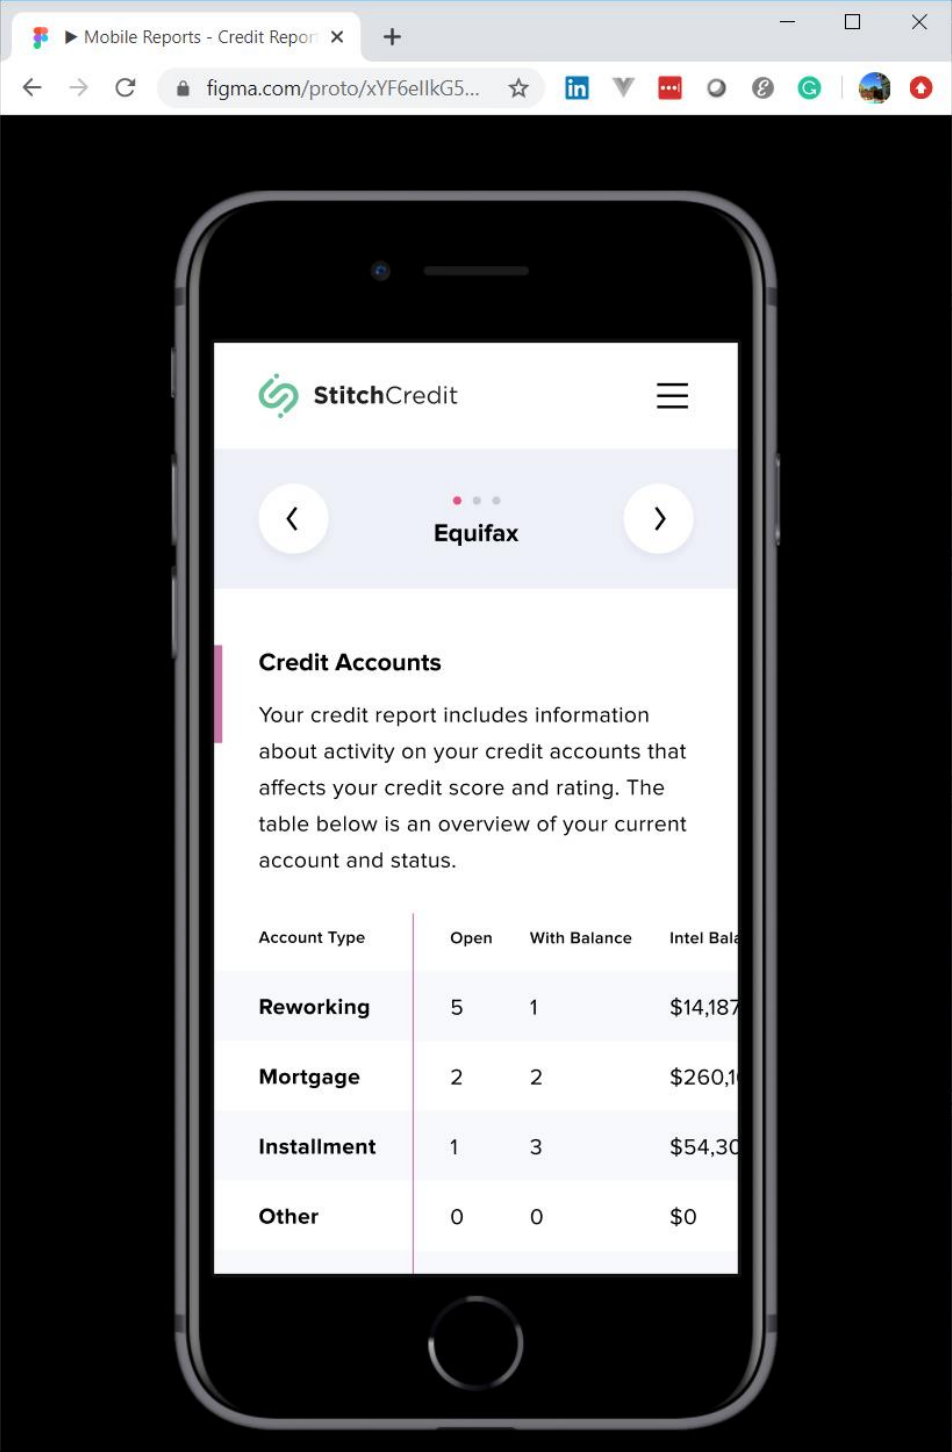 Mobile Reports - Credit Repor
figma.com/proto/xYF6eIIkG5...
StitchCredit
Equifax
Credit Accounts
Your credit report includes information
about activity on your credit accounts that
affects your credit score and rating. The
table below is an overview of your current
account and status.
Account Type Open With Balance Intel Bala
Reworking 5 1 $14,187
Mortgage 2 2 $260,1
Installment 1 3 $54,30
Other 0 0 $0